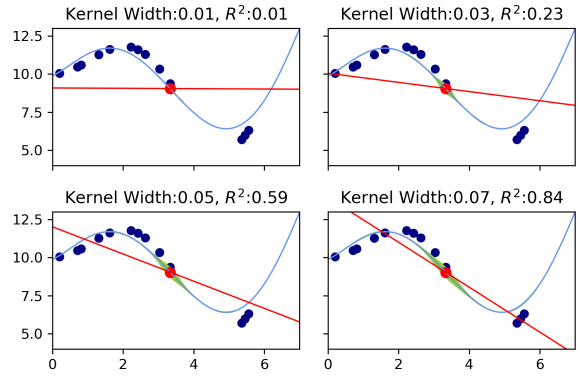 Kernel Width:0.01, R²:0.01
Kernel Width:0.03, R²:0.23
12.5
10.0
7.5
5.0
Kernel Width:0.05, R²:0.59
Kernel Width:0.07, R²:0.84
12.5
10.0
7.5
5.0
0 2 4 6
0 2 4 6